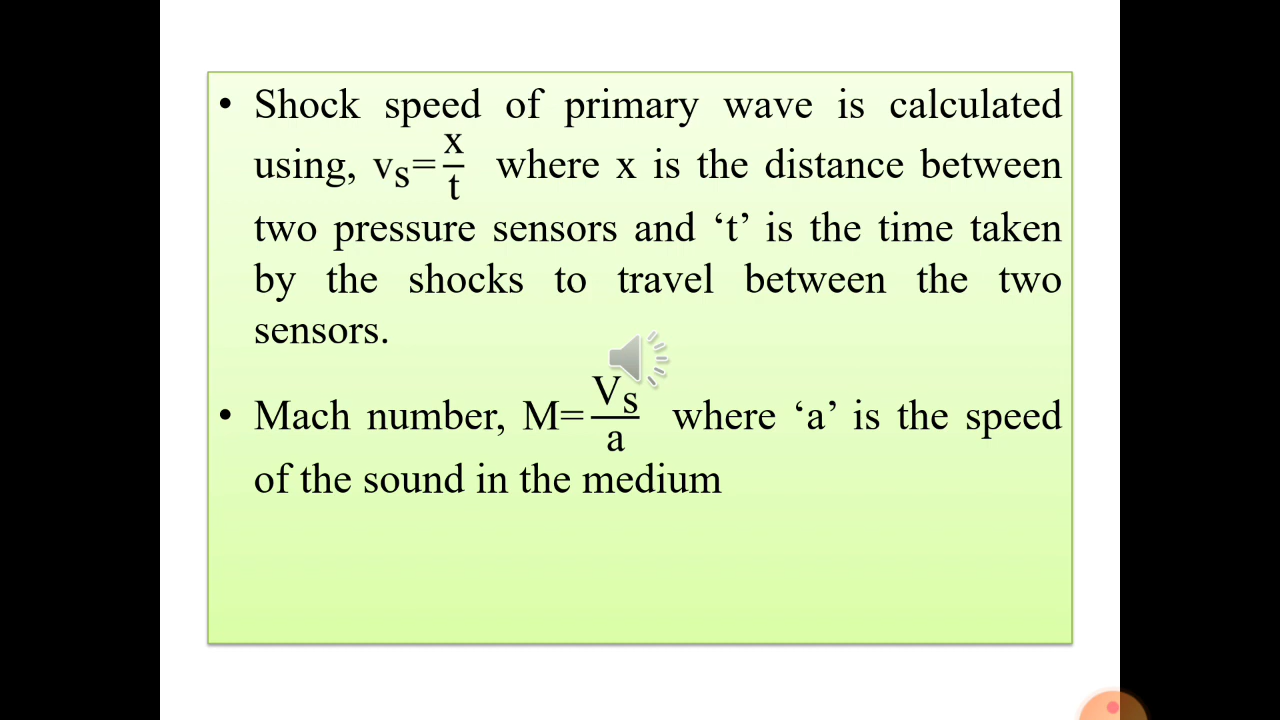 • Shock speed of primary wave is calculated
using, vs=x/t where x is the distance between
two pressure sensors and ‘t’ is the time taken
by the shocks to travel between the two
sensors.
• Mach number, M=Vs/a where ‘a’ is the speed
of the sound in the medium